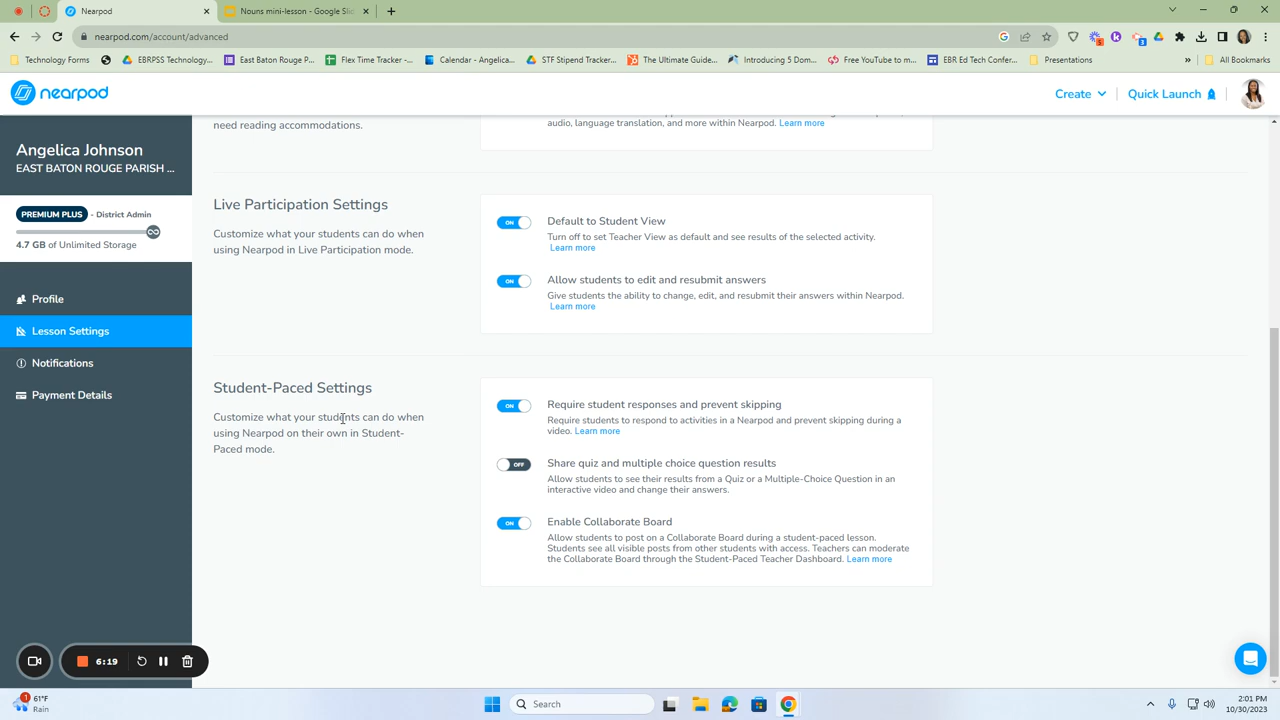 Nearpod
Nouns mini-lesson - Google Slid
nearpod.com/account/advanced
Technology Forms
EBRPSS Technology...
East Baton Rouge P...
Flex Time Tracker -...
Calendar - Angelica...
STF Stipend Tracker...
The Ultimate Guide...
Introducing 5 Dom...
Free YouTube to m...
EBR Ed Tech Confer...
Presentations
»
All Bookmarks
nearpod
Create
Quick Launch
Angelica Johnson
EAST BATON ROUGE PARISH ...
PREMIUM PLUS - District Admin
4.7 GB of Unlimited Storage
Profile
Lesson Settings
Notifications
Payment Details
need reading accommodations.
audio, language translation, and more within Nearpod. Learn more
Live Participation Settings
Customize what your students can do when
using Nearpod in Live Participation mode.
ON
Default to Student View
Turn off to set Teacher View as default and see results of the selected activity.
Learn more
ON
Allow students to edit and resubmit answers
Give students the ability to change, edit, and resubmit their answers within Nearpod.
Learn more
Student-Paced Settings
Customize what your students can do when
using Nearpod on their own in Student-
Paced mode.
ON
Require student responses and prevent skipping
Require students to respond to activities in a Nearpod and prevent skipping during a
video. Learn more
OFF
Share quiz and multiple choice question results
Allow students to see their results from a Quiz or a Multiple-Choice Question in an
interactive video and change their answers.
ON
Enable Collaborate Board
Allow students to post on a Collaborate Board during a student-paced lesson.
Students see all visible posts from other students with access. Teachers can moderate
the Collaborate Board through the Student-Paced Teacher Dashboard. Learn more
6:19
1
61°F
Rain
Search
2:01 PM
10/30/2023